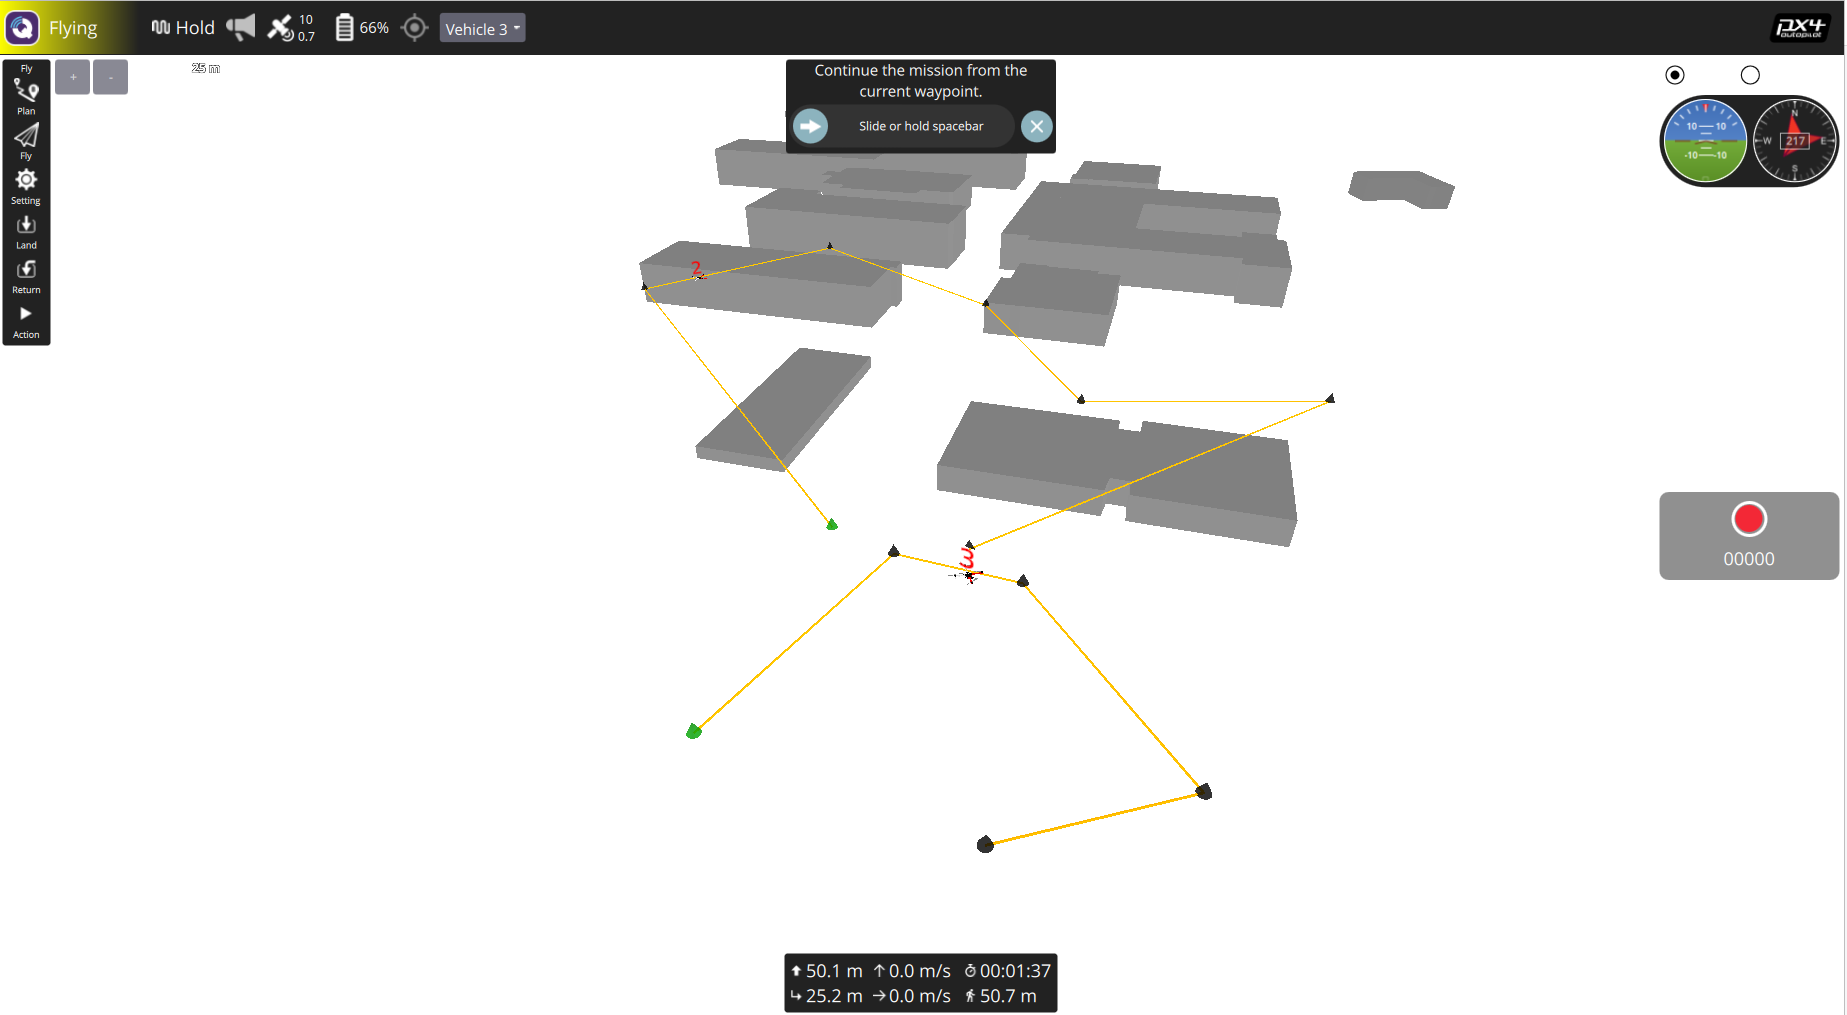 Flying
Hold
10
0.7
66%
Vehicle 3
PX4
autopilot
Fly
Plan
Fly
Setting
Land
Return
Action
+
-
25 m
Continue the mission from the
current waypoint.
Slide or hold spacebar
10 10
-10 10
N
W 217 E
S
2
3
00000
50.1 m 0.0 m/s 00:01:37
25.2 m 0.0 m/s 50.7 m